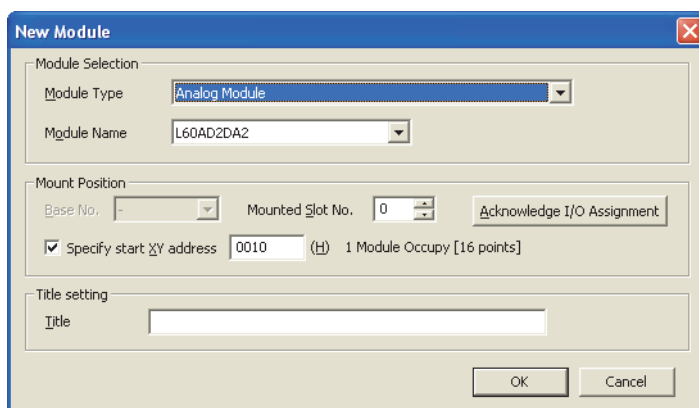 New Module
Module Selection
Module Type Analog Module
Module Name L60AD2DA2
Mount Position
Base No. - Mounted Slot No. 0 Acknowledge I/O Assignment
Specify start XY address 0010 (H) 1 Module Occupy [16 points]
Title setting
Title
OK Cancel